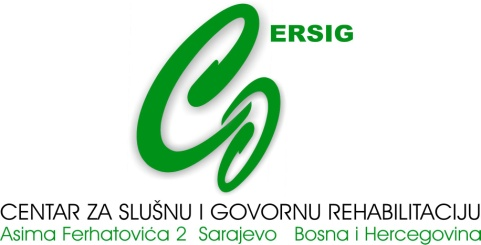 ERSIG
CENTAR ZA SLUŠNU I GOVORNU REHABILITACIJU
Asima Ferhatovića 2 Sarajevo Bosna i Hercegovina